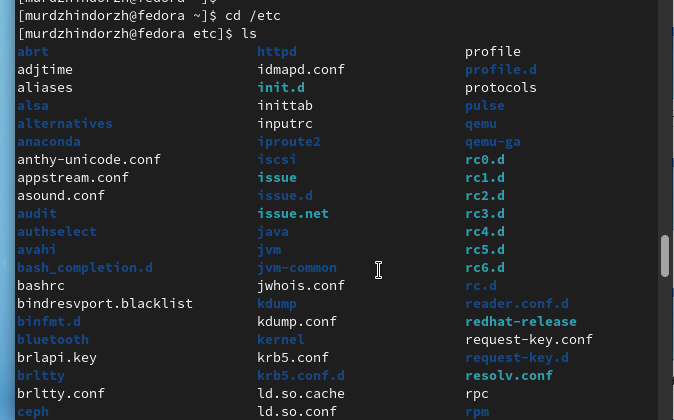 [murdzhindorzh@fedora ~]$ cd /etc
[murdzhindorzh@fedora etc]$ ls
abrt httpd profile
adjtime idmapd.conf profile.d
aliases init.d protocols
alsa inittab pulse
alternatives inputrc qemu
anaconda iproute2 qemu-ga
anthy-unicode.conf iscsi rc0.d
appstream.conf issue rc1.d
asound.conf issue.d rc2.d
audit issue.net rc3.d
authselect java rc4.d
avahi jvm rc5.d
bash_completion.d jvm-common rc6.d
bashrc jwhois.conf rc.d
bindresvport.blacklist kdump reader.conf.d
binfmt.d kdump.conf redhat-release
bluetooth kernel request-key.conf
brlapi.key krb5.conf request-key.d
brltty krb5.conf.d resolv.conf
brltty.conf ld.so.cache rpc
ceph ld.so.conf rpm